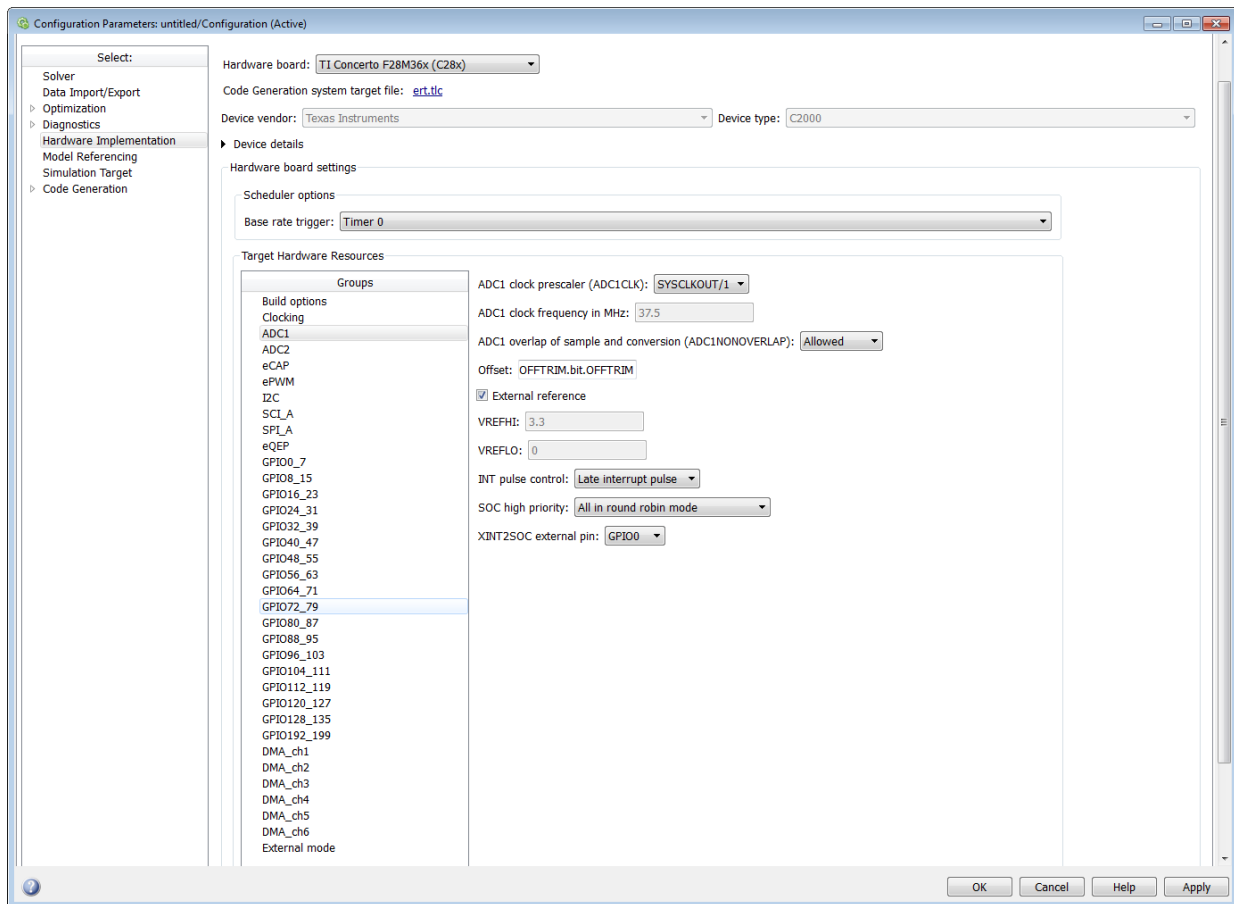 Configuration Parameters: untitled/Configuration (Active)
Select:
Solver
Data Import/Export
Optimization
Diagnostics
Hardware Implementation
Model Referencing
Simulation Target
Code Generation
Hardware board: TI Concerto F28M36x (C28x)
Code Generation system target file: ert.tlc
Device vendor: Texas Instruments Device type: C2000
Device details
Hardware board settings
Scheduler options
Base rate trigger: Timer 0
Target Hardware Resources
Groups
Build options
Clocking
ADC1
ADC2
eCAP
ePWM
I2C
SCI_A
SPI_A
eQEP
GPIO0_7
GPIO8_15
GPIO16_23
GPIO24_31
GPIO32_39
GPIO40_47
GPIO48_55
GPIO56_63
GPIO64_71
GPIO72_79
GPIO80_87
GPIO88_95
GPIO96_103
GPIO104_111
GPIO112_119
GPIO120_127
GPIO128_135
GPIO192_199
DMA_ch1
DMA_ch2
DMA_ch3
DMA_ch4
DMA_ch5
DMA_ch6
External mode
ADC1 clock prescaler (ADC1CLK): SYSCLKOUT/1
ADC1 clock frequency in MHz: 37.5
ADC1 overlap of sample and conversion (ADC1NONOVERLAP): Allowed
Offset: OFFTRIM.bit.OFFTRIM
External reference
VREFHI: 3.3
VREFLO: 0
INT pulse control: Late interrupt pulse
SOC high priority: All in round robin mode
XINT2SOC external pin: GPIO0
OK Cancel Help Apply